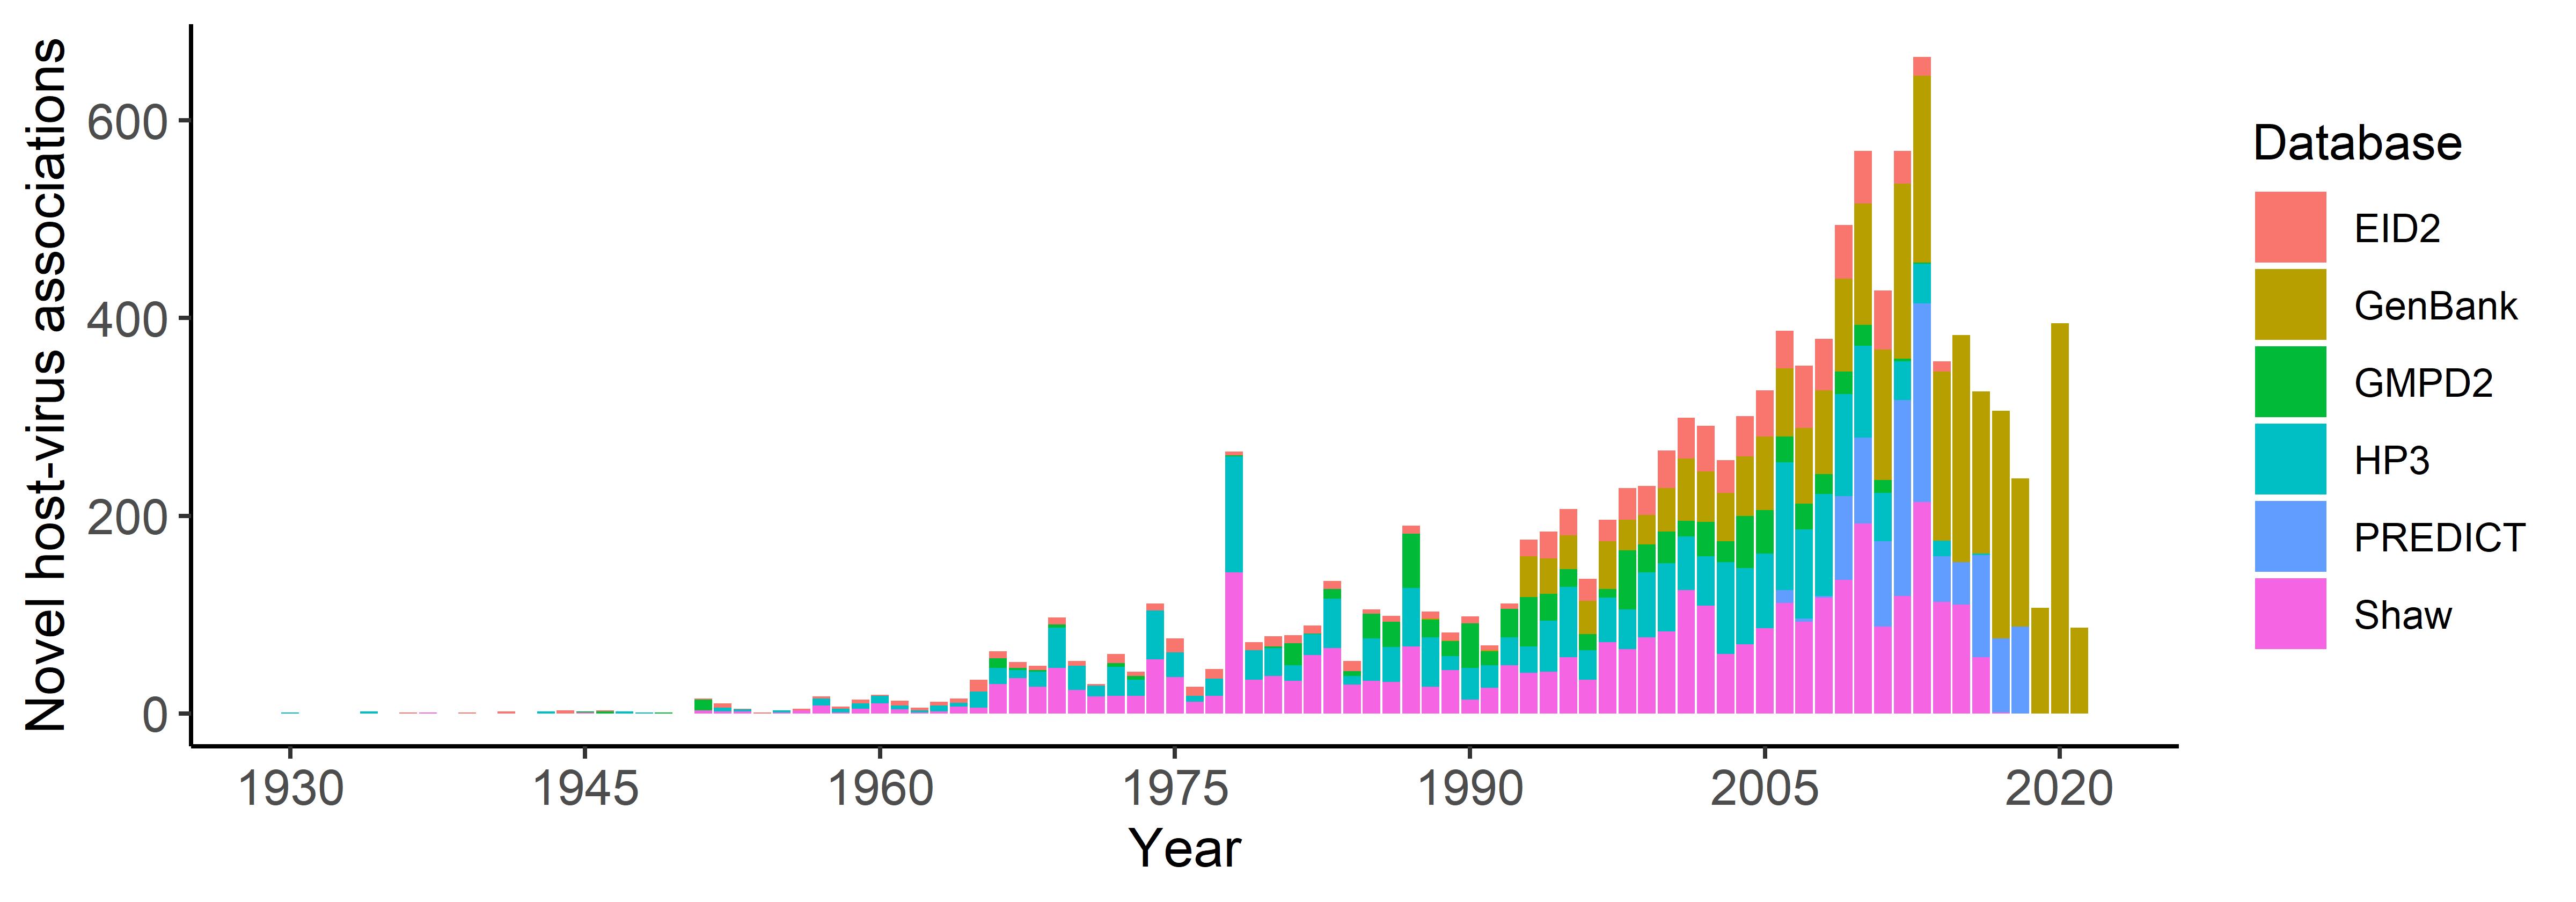 Novel host-virus associations
600
400
200
0
1930 1945 1960 1975 1990 2005 2020
Year
Database
EID2
GenBank
GMPD2
HP3
PREDICT
Shaw